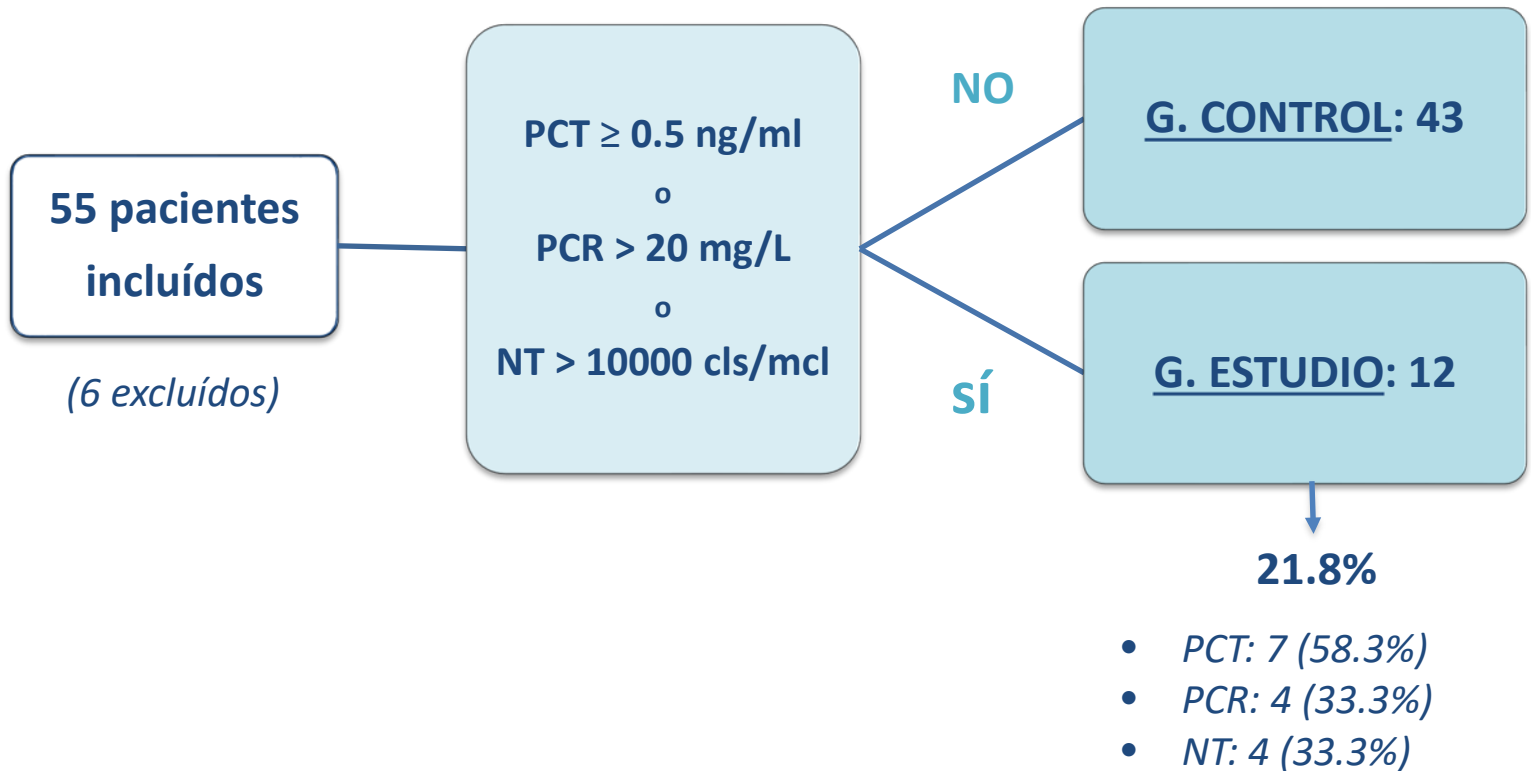 55 pacientes
incluídos
(6 excluídos)
PCT ≥ 0.5 ng/ml
o
PCR > 20 mg/L
o
NT > 10000 cls/mcl
NO
SÍ
G. CONTROL: 43
G. ESTUDIO: 12
21.8%
• PCT: 7 (58.3%)
• PCR: 4 (33.3%)
• NT: 4 (33.3%)